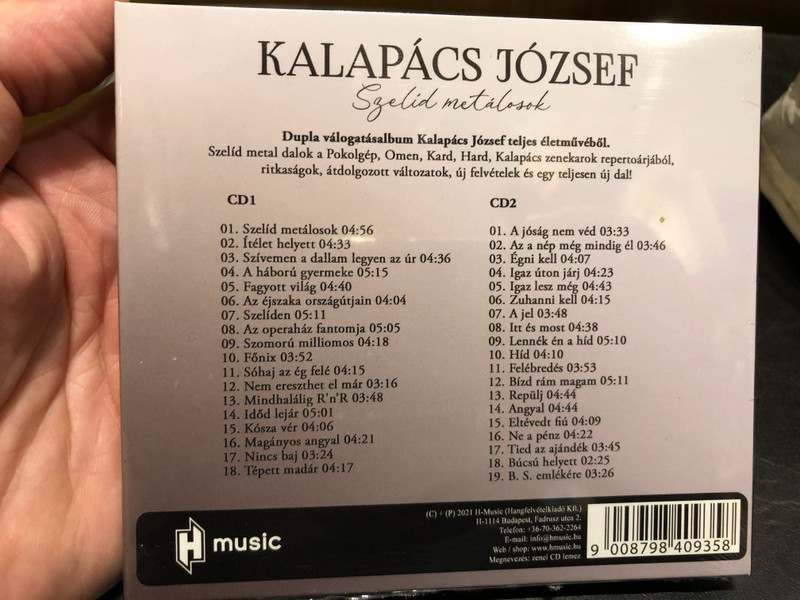 KALAPÁCS JÓZSEF
Szelíd metálosok
Dupla válogatásalbum Kalapács József teljes életművéből.
Szelíd metal dalok a Pokolgép, Omen, Kard, Hard, Kalapács zenekarok repertoárjából,
ritkaságok, átdolgozott változatok, új felvételek és egy teljesen új dal!
CD1
01. Szelíd metálosok 04:56
02. Ítélet helyett 04:33
03. Szívemen a dallam legyen az úr 04:36
04. A háború gyermeke 05:15
05. Fagyott világ 04:40
06. Az éjszaka országútjain 04:04
07. Szelíden 05:11
08. Az operaház fantomja 05:05
09. Szomorú milliomos 04:18
10. Főnix 03:52
11. Sóhaj az ég felé 04:15
12. Nem ereszthet el már 03:16
13. Mindhalálig R'n'R 03:48
14. Időd lejár 05:01
15. Kósza vér 04:06
16. Magányos angyal 04:21
17. Nincs baj 03:24
18. Tépett madár 04:17
CD2
01. A jóság nem véd 03:33
02. Az a nép még mindig él 03:46
03. Égni kell 04:07
04. Igaz úton járj 04:23
05. Igaz lesz még 04:43
06. Zuhanni kell 04:15
07. A jel 03:48
08. Itt és most 04:38
09. Lennék én a híd 05:10
10. Híd 04:10
11. Felébredés 03:53
12. Bízd rám magam 05:11
13. Repülj 04:44
14. Angyal 04:44
15. Eltévedt fiú 04:09
16. Ne a pénz 04:22
17. Tied az ajándék 03:45
18. Búcsú helyett 02:25
19. B. S. emlékére 03:26
H music
(C) + (P) 2021 H-Music (Hangfelvételkiadó Kft.)
H-1114 Budapest, Fadrusz utca 2.
Telefon: +36-70-362-2264
E-mail: info@hmusic.hu
Web / shop: www.hmusic.hu
Megnevezés: zenei CD lemez
9 008798 409358